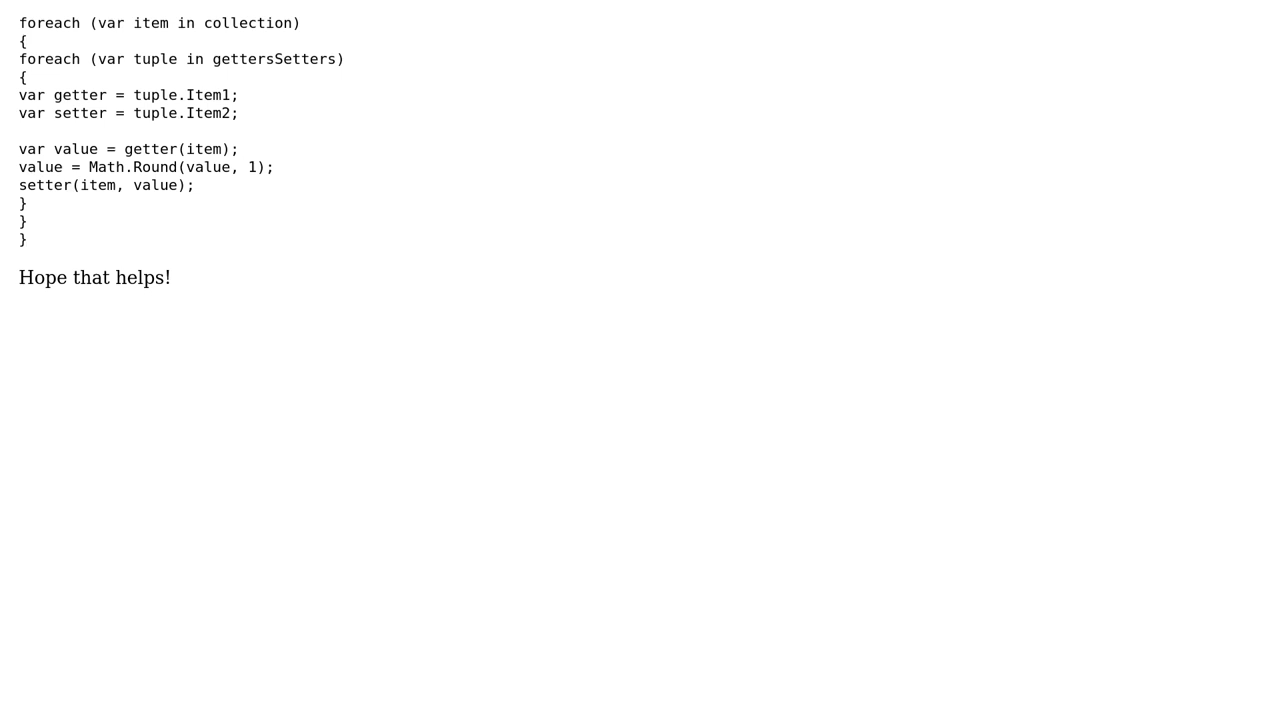 foreach (var item in collection)
{
foreach (var tuple in gettersSetters)
{
var getter = tuple.Item1;
var setter = tuple.Item2;

var value = getter(item);
value = Math.Round(value, 1);
setter(item, value);
}
}
}

Hope that helps!